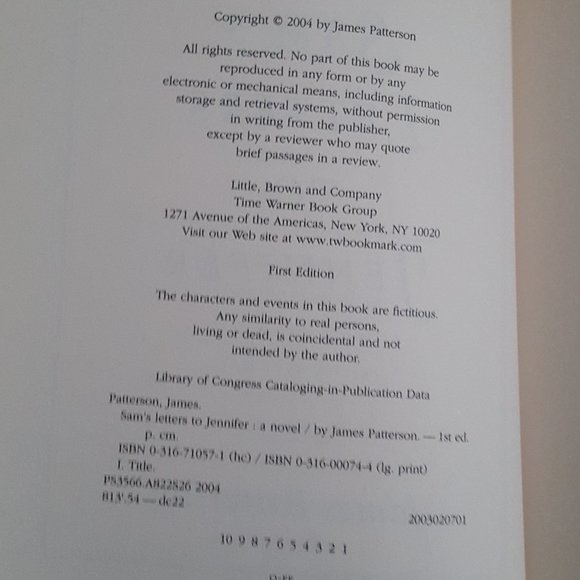 Copyright © 2004 by James Patterson
All rights reserved. No part of this book may be
reproduced in any form or by any
electronic or mechanical means, including information
storage and retrieval systems, without permission
in writing from the publisher,
except by a reviewer who may quote
brief passages in a review.
Little, Brown and Company
Time Warner Book Group
1271 Avenue of the Americas, New York, NY 10020
Visit our Web site at www.twbookmark.com
First Edition
The characters and events in this book are fictitious.
Any similarity to real persons,
living or dead, is coincidental and not
intended by the author.
Library of Congress Cataloging-in-Publication Data
Patterson, James.
Sam's letters to Jennifer : a novel / by James Patterson. — 1st ed.
p. cm.
ISBN 0-316-71057-1 (hc) / ISBN 0-316-00074-4 (lg. print)
I. Title.
PS3566.A822S26 2004
813'.54 — dc22
2003020701
10 9 8 7 6 5 4 3 2 1